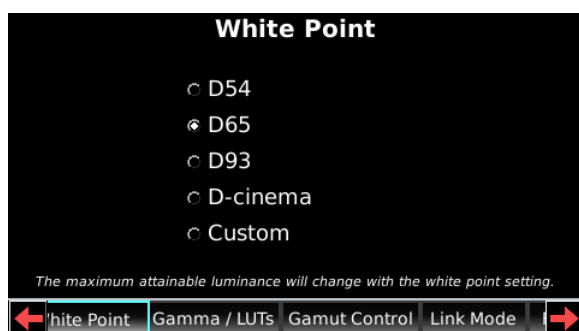 White Point
D54
D65
D93
D-cinema
Custom
The maximum attainable luminance will change with the white point setting.
hite Point Gamma / LUTs Gamut Control Link Mode